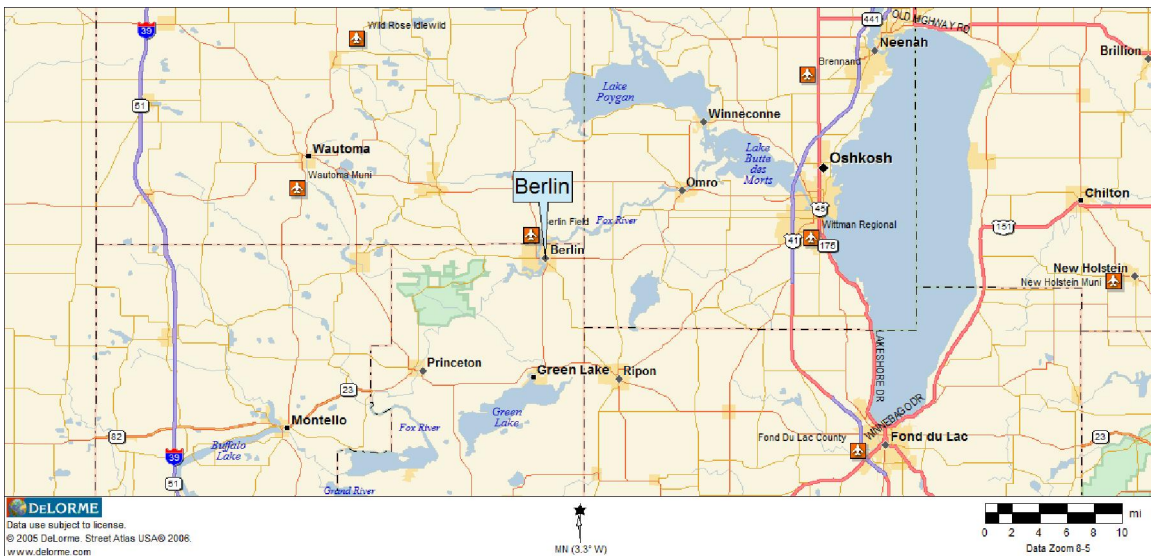 39
Wild Rose Idlewild
441
OLD HIGHWAY RD
Neenah
Brillion
Brennand
51
Lake
Poygan
Winneconne
Wautoma
Wautoma Muni
Lake
Butte
des
Morts
Oshkosh
Berlin
Omro
Chilton
erlin Field
Fox River
45
Wittman Regional
41
175
151
Berlin
New Holstein
New Holstein Muni
LAKESHORE DR
Princeton
Green Lake
Ripon
23
Green
Lake
Montello
82
Fox River
Buffalo
Lake
WINNEBAGO DR
Fond Du Lac County
Fond du Lac
23
39
51
Grand River
DELORME
Data use subject to license.
© 2005 DeLorme. Street Atlas USA® 2006.
www.delorme.com
MN (3.3° W)
mi
0 2 4 6 8 10
Data Zoom 8-5